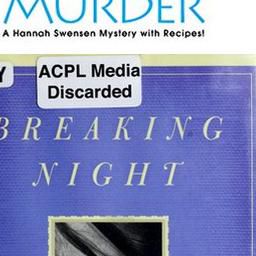 MURDER
A Hannah Swensen Mystery with Recipes!
Y
ACPL Media
Discarded
BREAKING
NIGHT